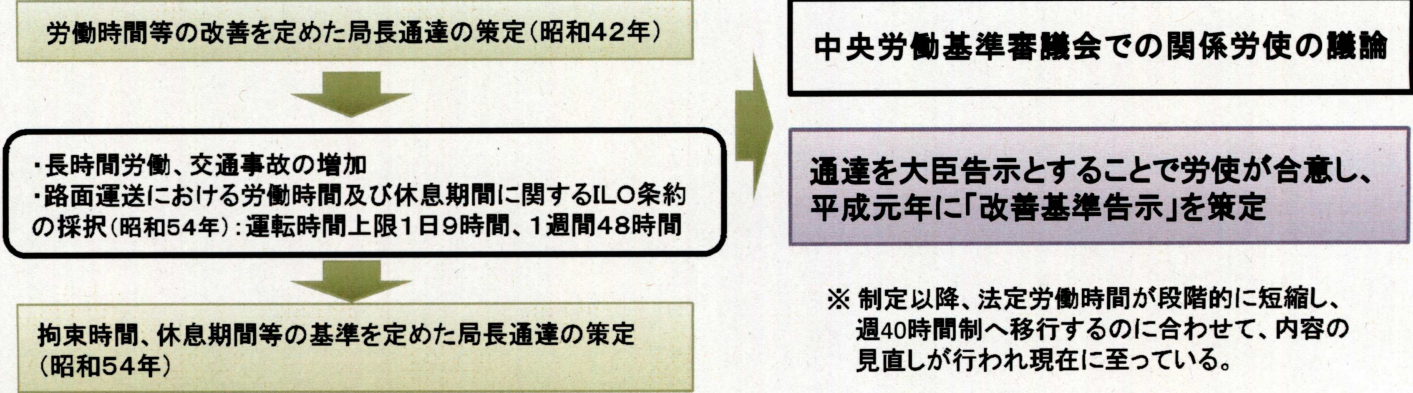 労働時間等の改善を定めた局長通達の策定(昭和42年)
・長時間労働、交通事故の増加
・路面運送における労働時間及び休息期間に関するILO条約
の採択(昭和54年):運転時間上限1日9時間、1週間48時間
拘束時間、休息期間等の基準を定めた局長通達の策定
(昭和54年)
中央労働基準審議会での関係労使の議論
通達を大臣告示とすることで労使が合意し、
平成元年に「改善基準告示」を策定
※ 制定以降、法定労働時間が段階的に短縮し、
週40時間制へ移行するのに合わせて、内容の
見直しが行われ現在に至っている。